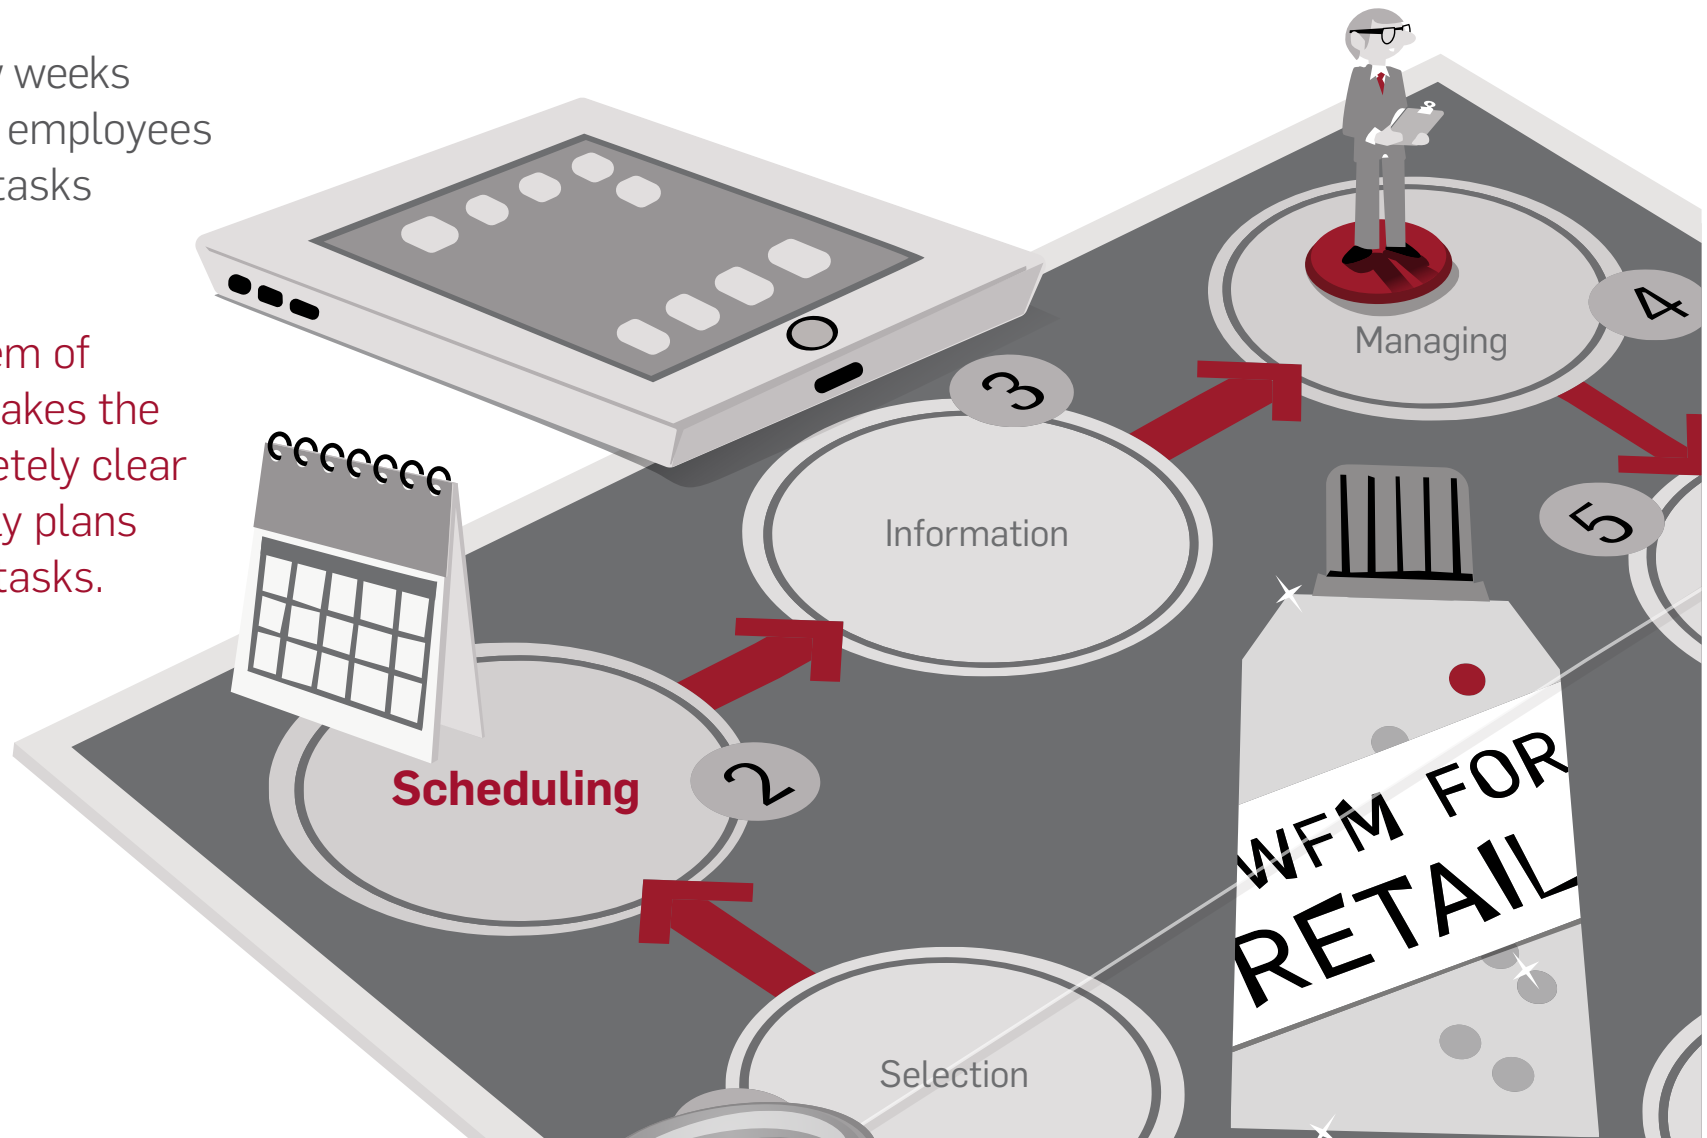 weeks
employees
tasks
em of
akes the
etely clear
ly plans
tasks.
Managing
4
3
Information
5
Scheduling
2
WFM FOR
RETAIL
Selection